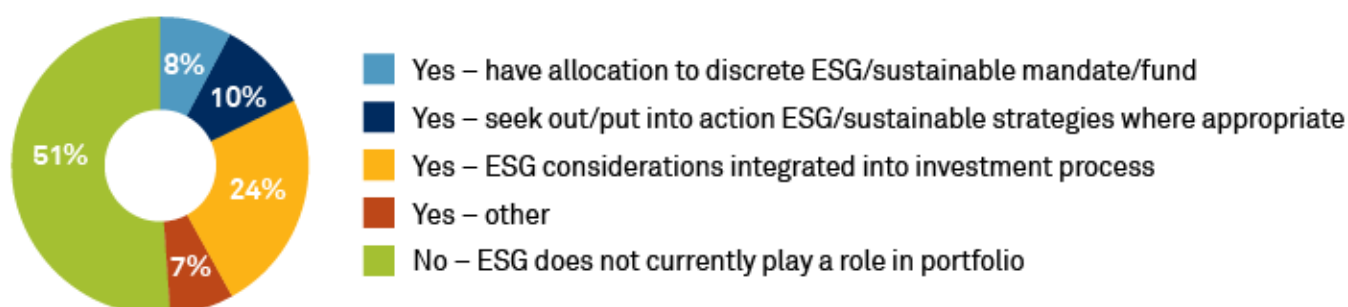 8%
10%
24%
7%
51%
Yes – have allocation to discrete ESG/sustainable mandate/fund
Yes – seek out/put into action ESG/sustainable strategies where appropriate
Yes – ESG considerations integrated into investment process
Yes – other
No – ESG does not currently play a role in portfolio